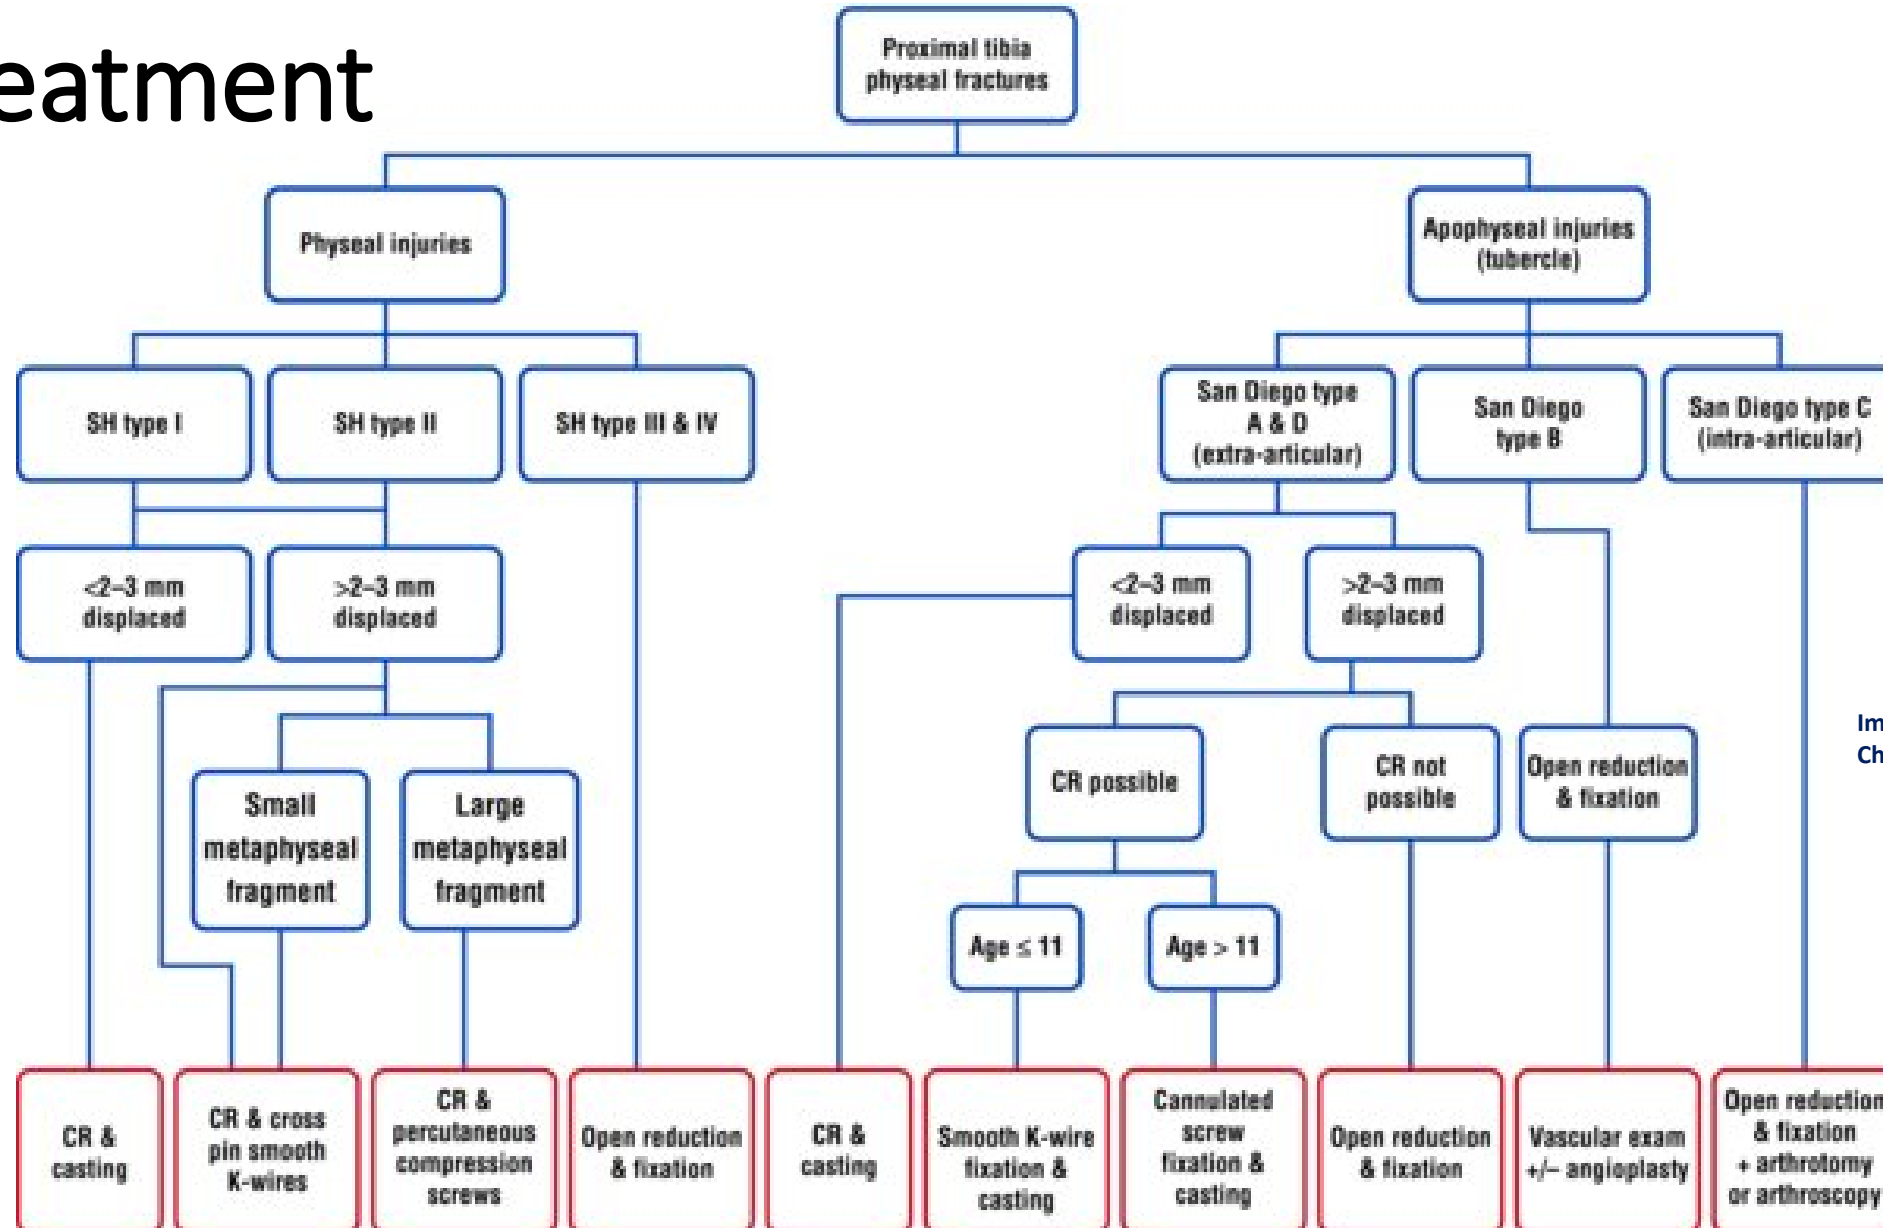 eatment
Proximal tibia
physeal fractures
Physeal injuries
Apophyseal injuries
(tubercle)
SH type I
SH type II
SH type III & IV
San Diego type
A & D
(extra-articular)
San Diego
type B
San Diego type C
(intra-articular)
<2–3 mm
displaced
>2–3 mm
displaced
<2–3 mm
displaced
>2–3 mm
displaced
Small
metaphyseal
fragment
Large
metaphyseal
fragment
CR possible
CR not
possible
Open reduction
& fixation
Im
Ch
Age ≤ 11
Age > 11
CR &
casting
CR & cross
pin smooth
K-wires
CR &
percutaneous
compression
screws
Open reduction
& fixation
CR &
casting
Smooth K-wire
fixation &
casting
Cannulated
screw
fixation &
casting
Open reduction
& fixation
Vascular exam
+/– angioplasty
Open reduction
& fixation
+ arthrotomy
or arthroscopy